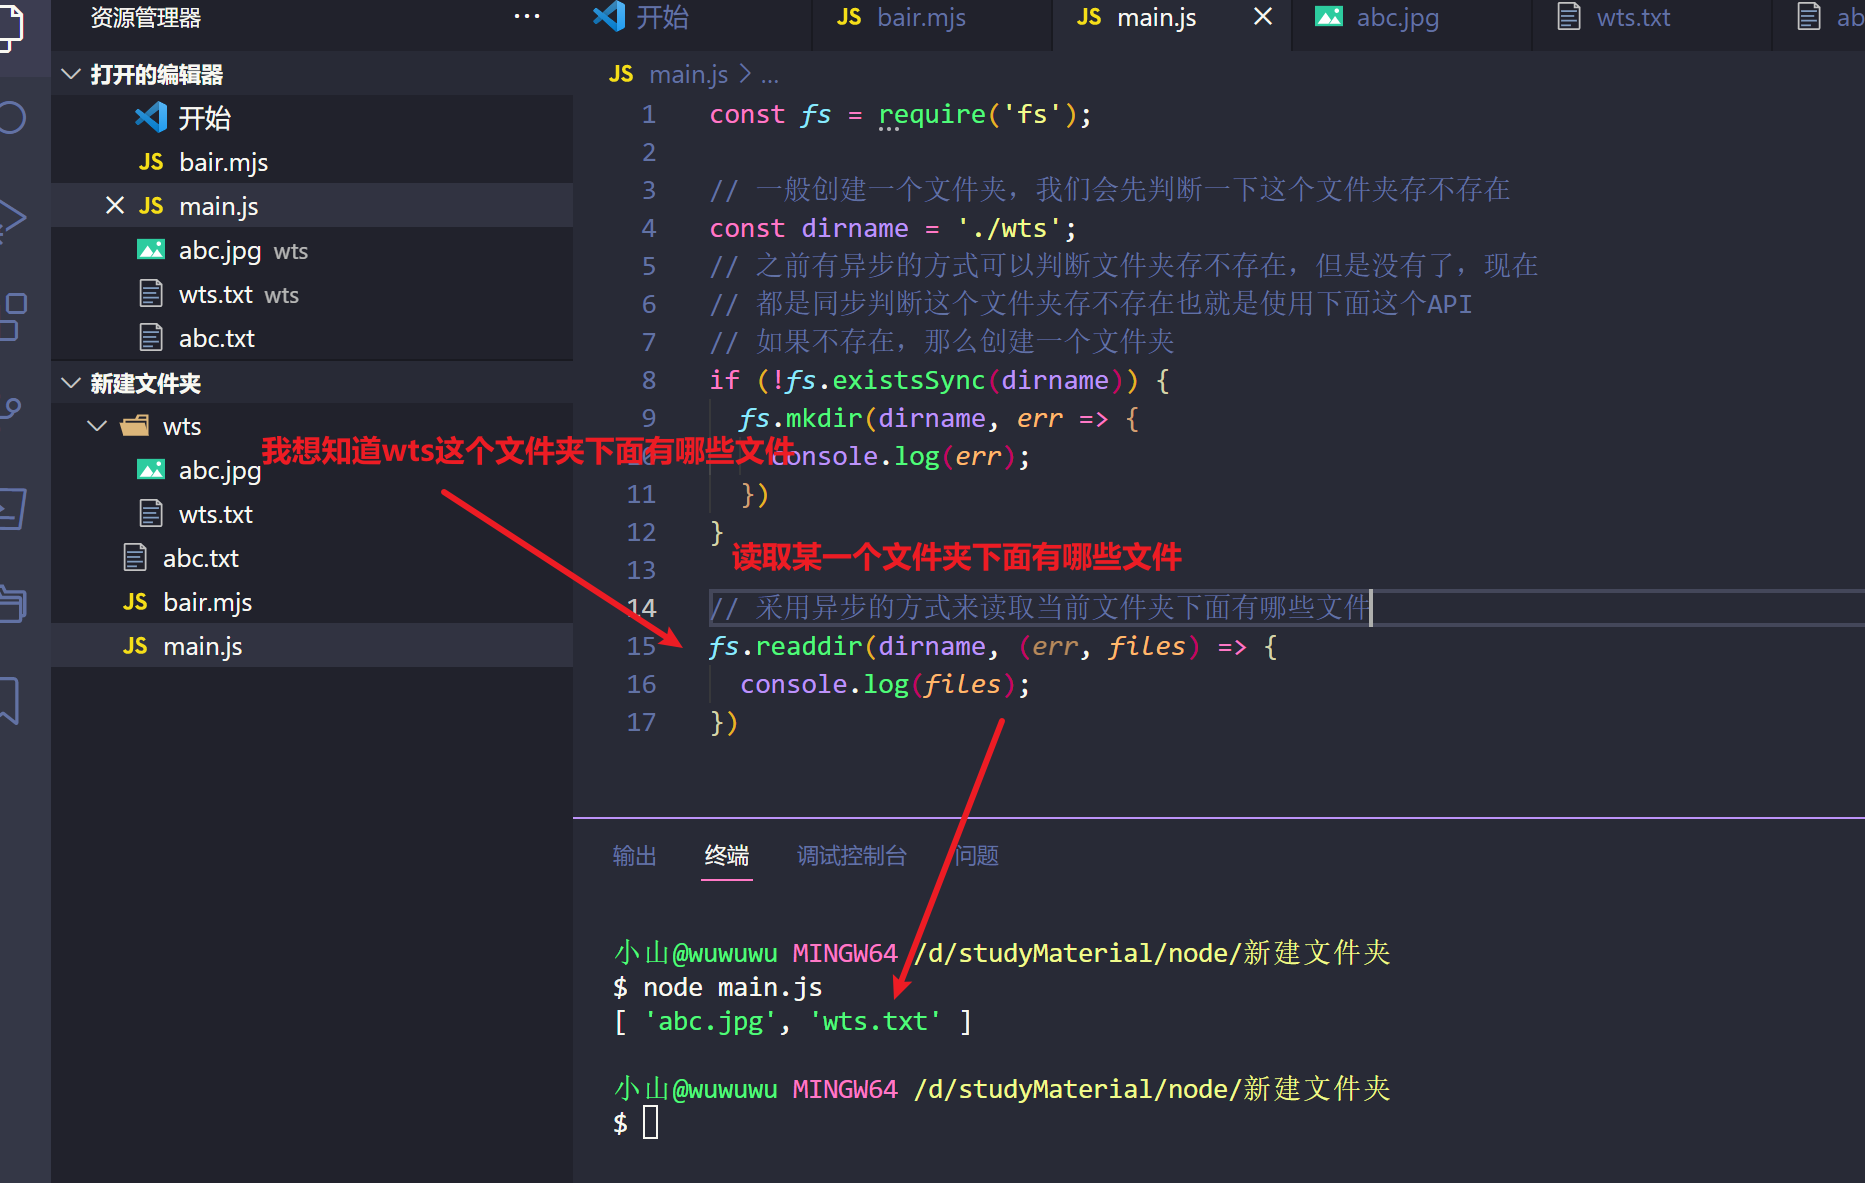 资源管理器
···
开始
JS bair.mjs
JS main.js
abc.jpg
wts.txt
ab
打开的编辑器
开始
JS bair.mjs
JS main.js
abc.jpg wts
wts.txt wts
abc.txt
新建文件夹
wts
abc.jpg
wts.txt
abc.txt
JS bair.mjs
JS main.js
JS main.js > ...
1 const fs = require('fs');
2
3 // 一般创建一个文件夹，我们会先判断一下这个文件夹存不存在
4 const dirname = './wts';
5 // 之前有异步的方式可以判断文件夹存不存在，但是没有了，现在
6 // 都是同步判断这个文件夹存不存在也就是使用下面这个API
7 // 如果不存在，那么创建一个文件夹
8 if (!fs.existsSync(dirname)) {
9 fs.mkdir(dirname, err => {
我想知道wts这个文件夹下面有哪些文件
10 console.log(err);
11 })
12 }
读取某一个文件夹下面有哪些文件
13
14 // 采用异步的方式来读取当前文件夹下面有哪些文件
15 fs.readdir(dirname, (err, files) => {
16 console.log(files);
17 })
输出 终端 调试控制台 问题
小山@wuwuwu MINGW64 /d/studyMaterial/node/新建文件夹
$ node main.js
[ 'abc.jpg', 'wts.txt' ]
小山@wuwuwu MINGW64 /d/studyMaterial/node/新建文件夹
$